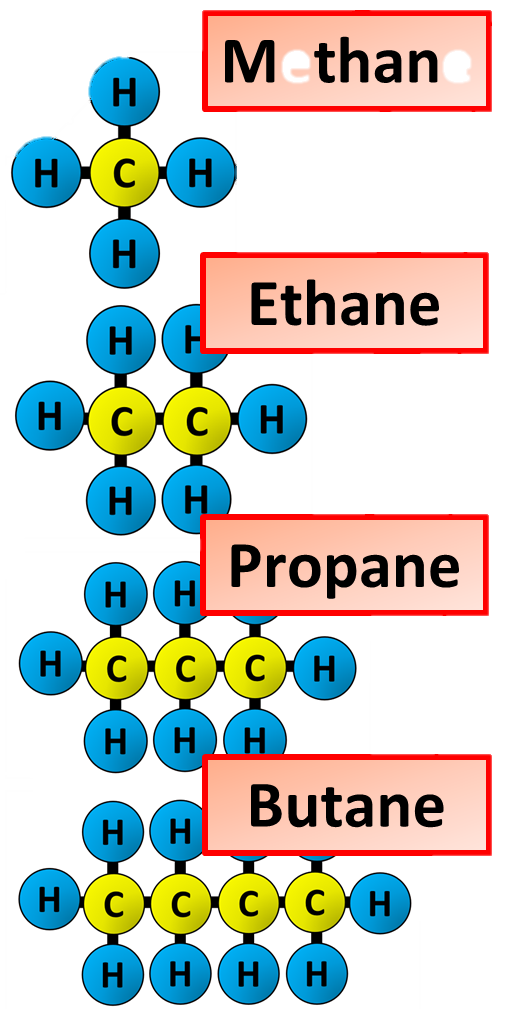 Methane
H
H C H
H
Ethane
H H
H C C H
H H
Propane
H H
H C C C H
H H H
Butane
H H
H C C C C H
H H H H